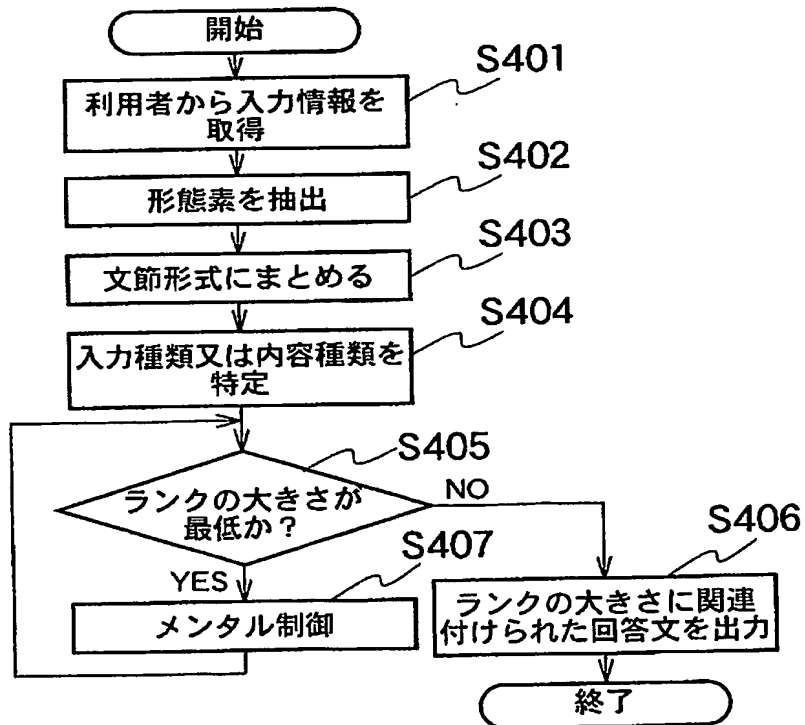 開始
S401
利用者から入力情報を
取得
S402
形態素を抽出
S403
文節形式にまとめる
S404
入力種類又は内容種類を
特定
S405
ランクの大きさが
最低か？
NO
YES
S407
メンタル制御
S406
ランクの大きさに関連
付けられた回答文を出力
終了